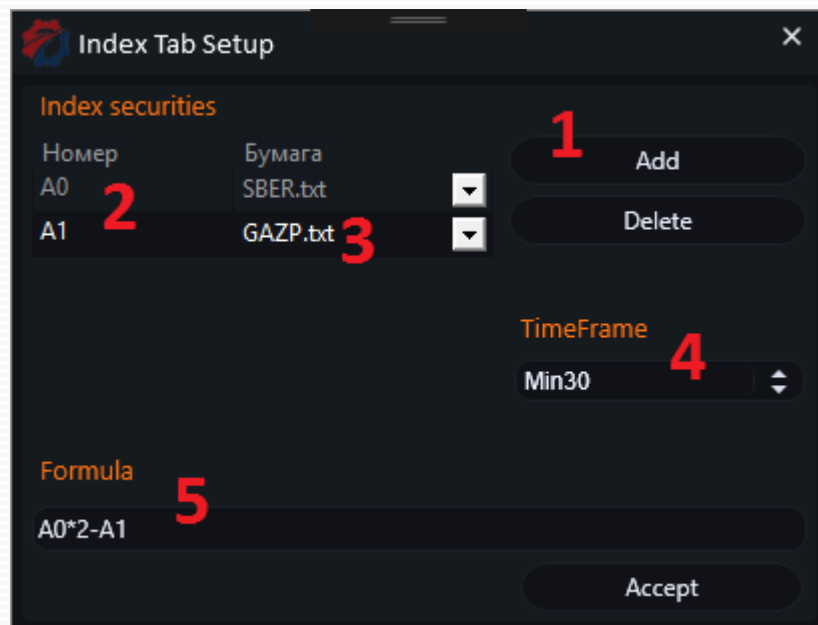 Index Tab Setup
Index securities
1
Add
Номер Бумага
A0 SBER.txt
2
Delete
A1 GAZP.txt
3
TimeFrame
4
Min30
Formula
5
A0*2-A1
Accept